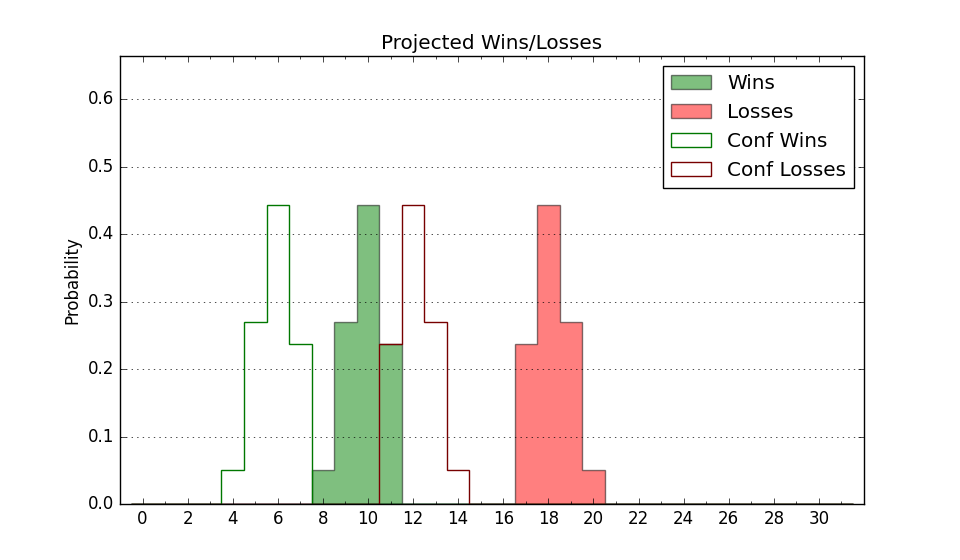 Projected Wins/Losses
Wins
Losses
Conf Wins
Conf Losses
Probability
0.6
0.5
0.4
0.3
0.2
0.1
0.0
0 2 4 6 8 10 12 14 16 18 20 22 24 26 28 30